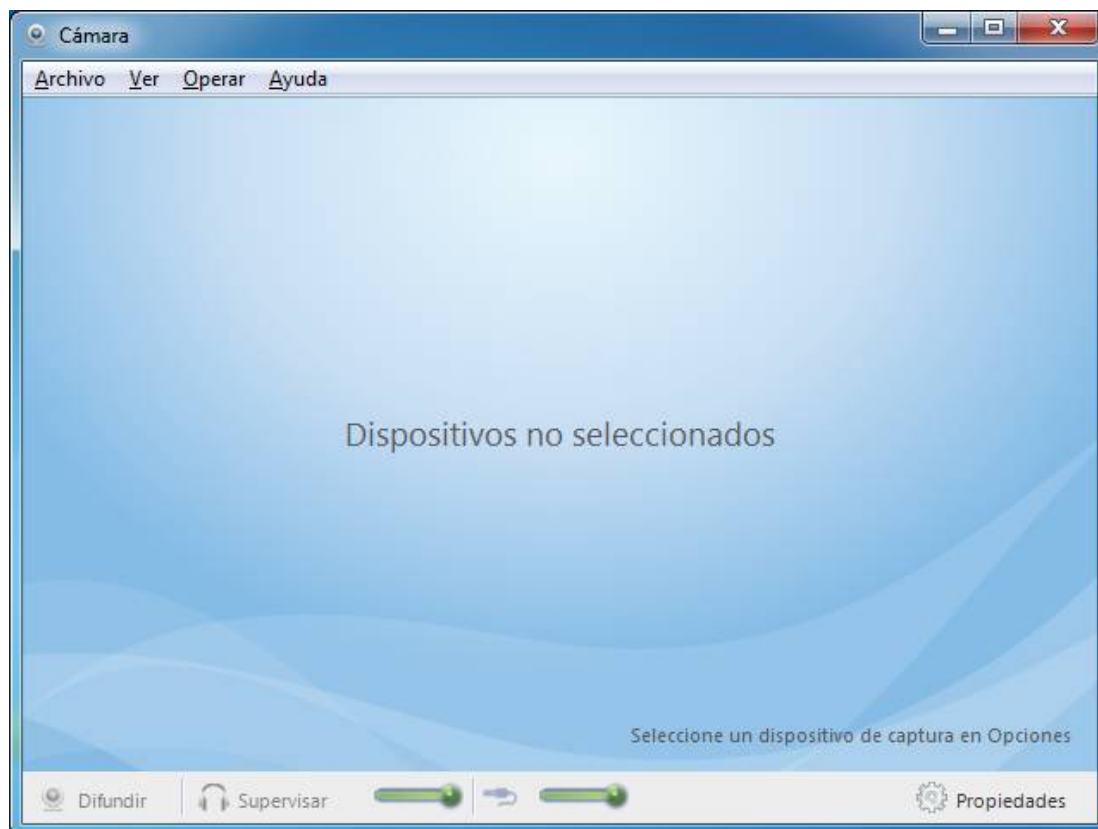 Cámara
Archivo Ver Operar Ayuda
Dispositivos no seleccionados
Seleccione un dispositivo de captura en Opciones
Difundir Supervisar Propiedades